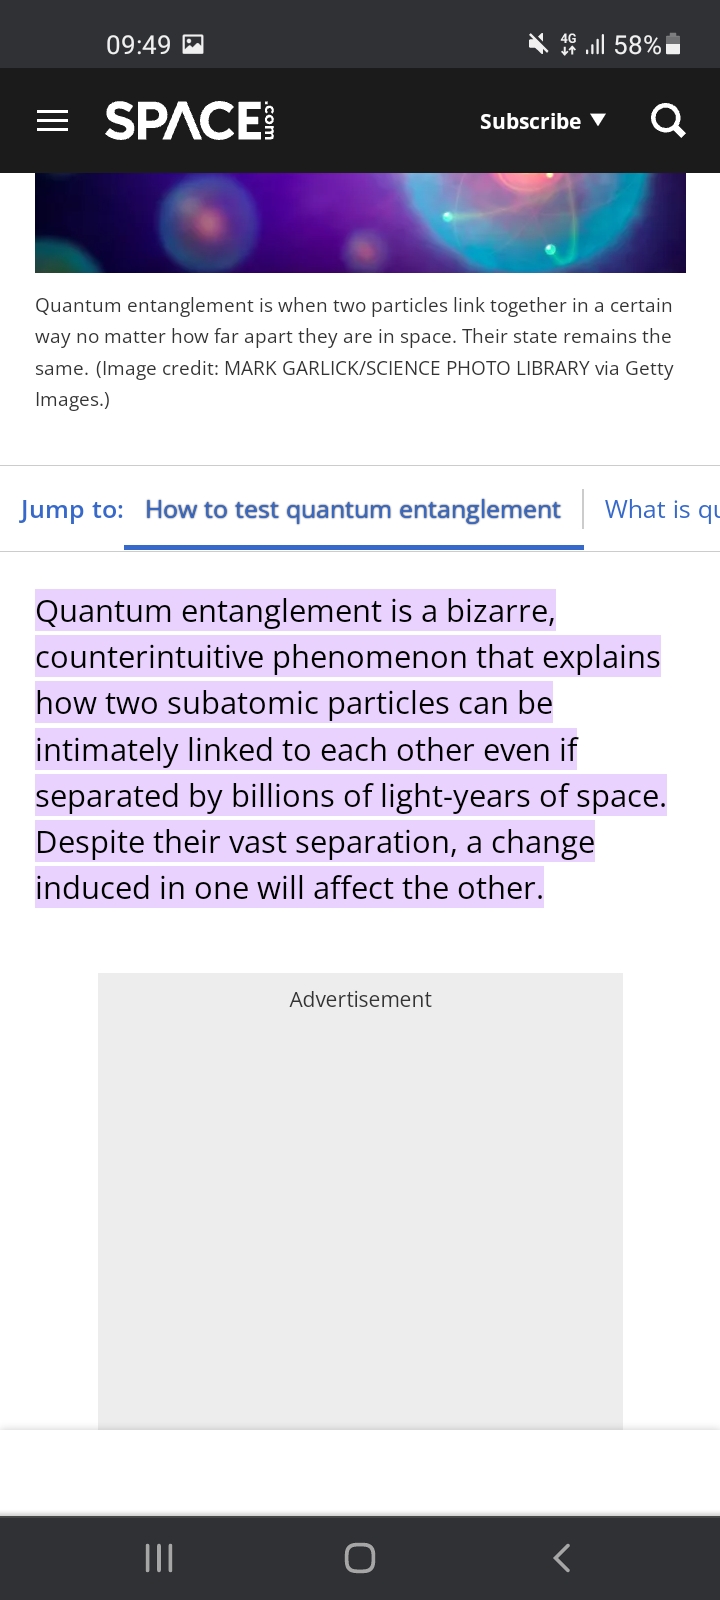 09:49 4G 58%
SPACE.com Subscribe
Quantum entanglement is when two particles link together in a certain
way no matter how far apart they are in space. Their state remains the
same. (Image credit: MARK GARLICK/SCIENCE PHOTO LIBRARY via Getty
Images.)
Jump to: How to test quantum entanglement What is qu
Quantum entanglement is a bizarre,
counterintuitive phenomenon that explains
how two subatomic particles can be
intimately linked to each other even if
separated by billions of light-years of space.
Despite their vast separation, a change
induced in one will affect the other.
Advertisement